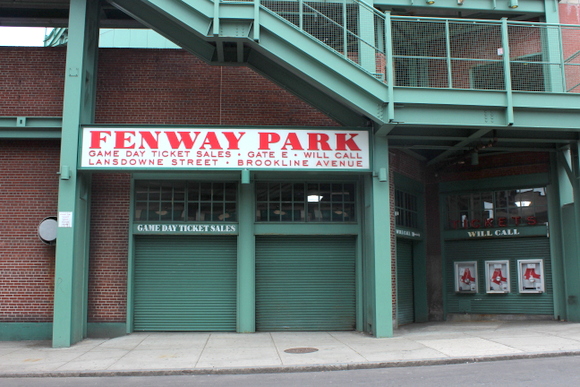 FENWAY PARK
GAME DAY TICKET SALES • GATE E • WILL CALL
LANSDOWNE STREET • BROOKLINE AVENUE
GAME DAY TICKET SALES
TICKETS
WILL CALL